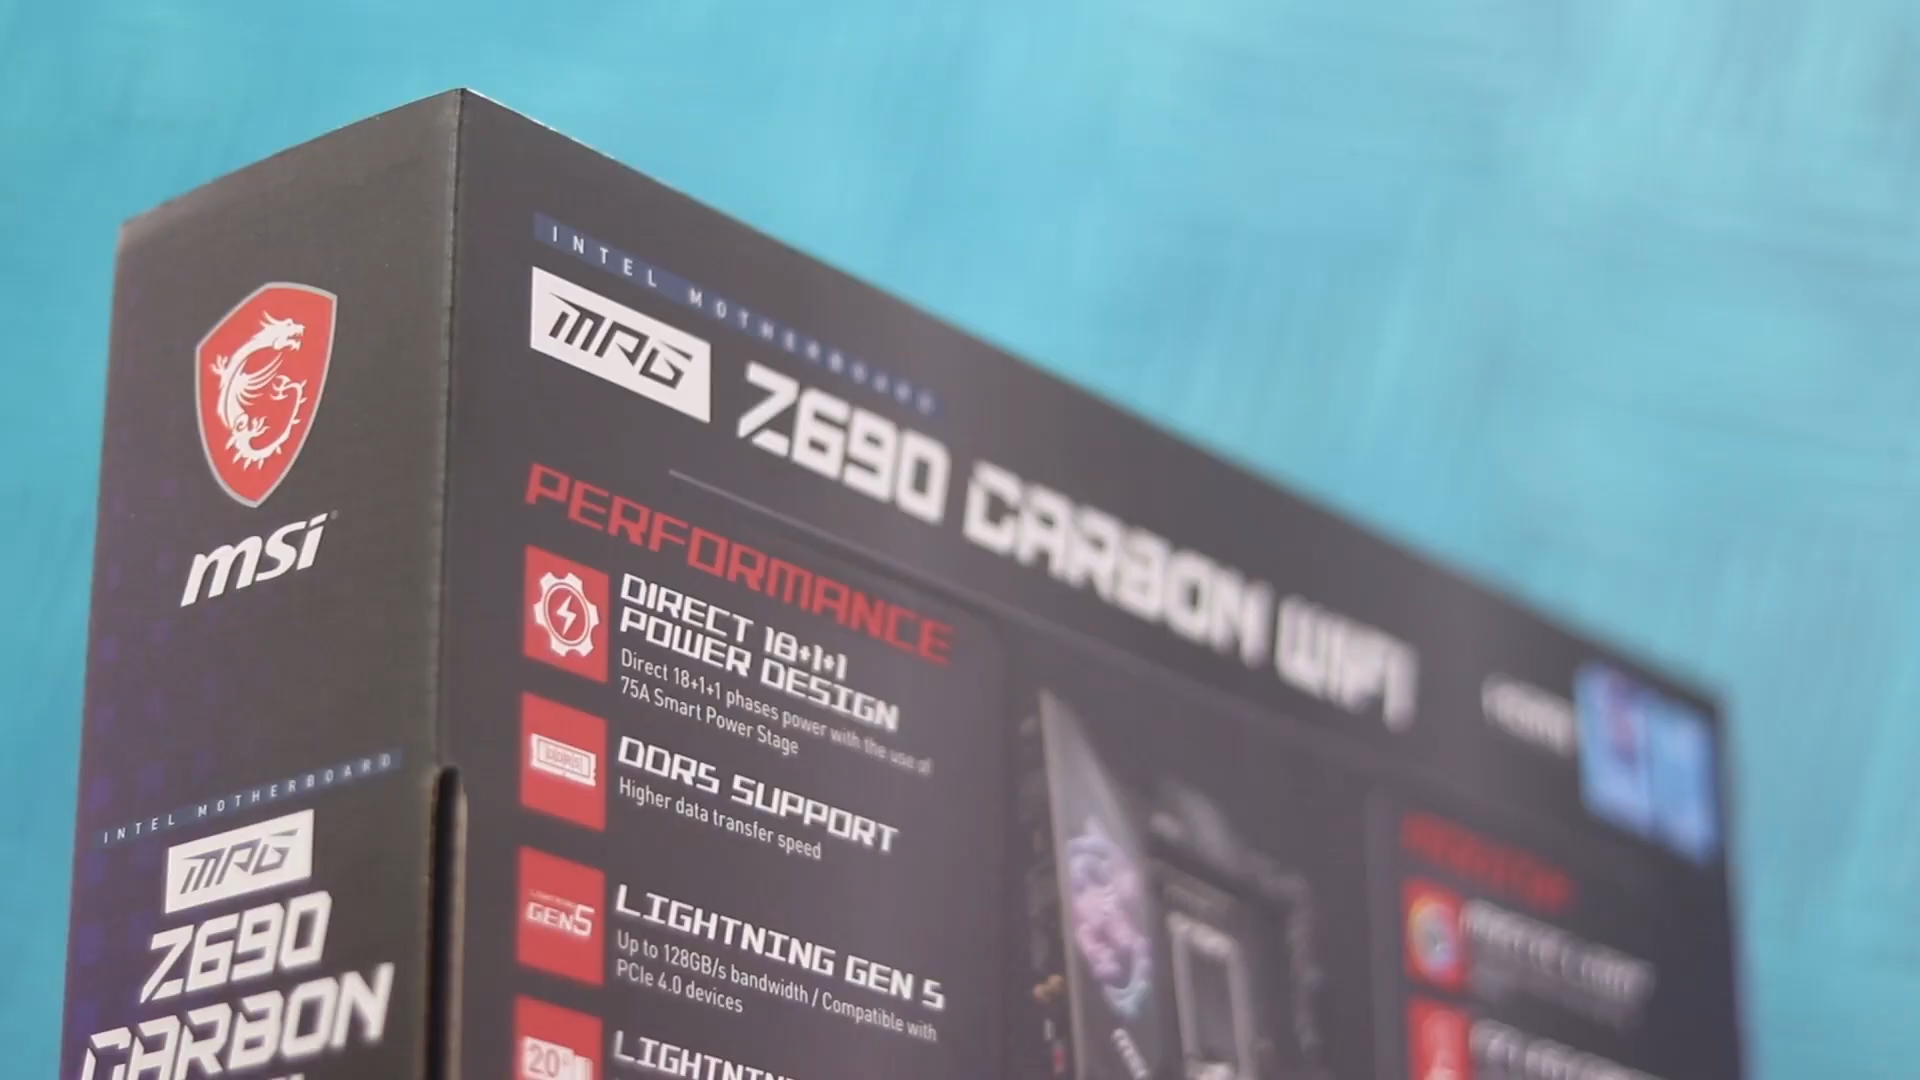 msi
INTEL MOTHERBOARD
MPG
Z690
CARBON
INTEL MOTHERBOARD
MPG Z690 CARBON WIFI
PERFORMANCE
DIRECT 18+1+1
POWER DESIGN
Direct 18+1+1 phases power with the use of
75A Smart Power Stage
DDR5
DDR5 SUPPORT
Higher data transfer speed
GEN5
LIGHTNING GEN 5
Up to 128GB/s bandwidth / Compatible with
PCIe 4.0 devices
20